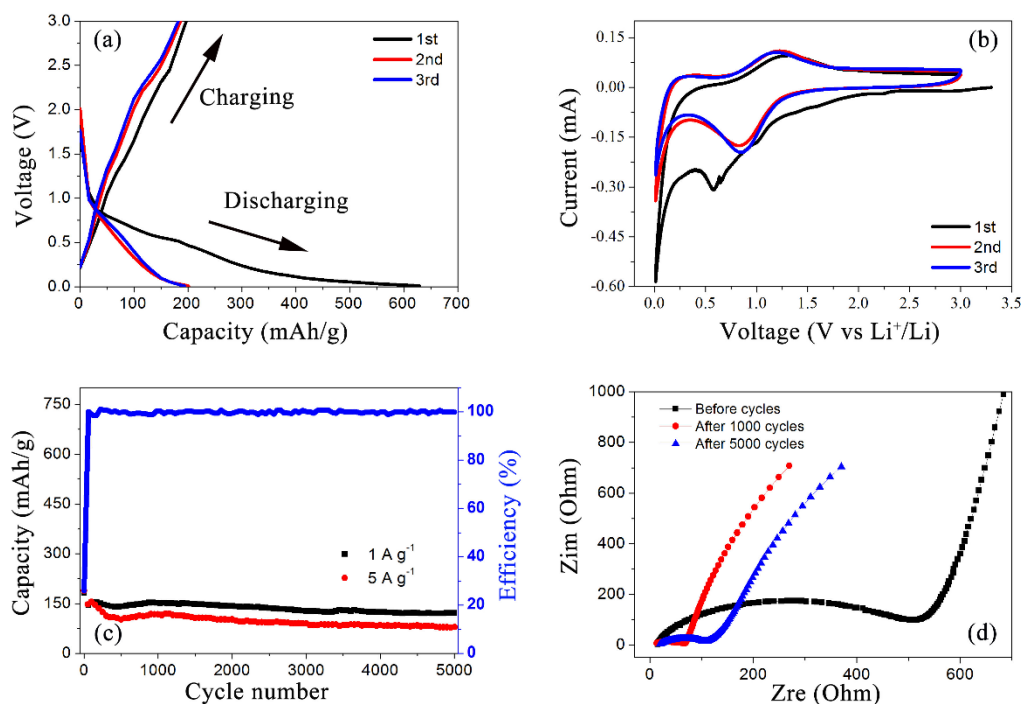 (a)
1st
2nd
3rd
Charging
Discharging
3.0
2.5
2.0
1.5
1.0
0.5
0.0
Voltage (V)
0 100 200 300 400 500 600 700
Capacity (mAh/g)
(b)
0.15
0.00
-0.15
-0.30
-0.45
-0.60
Current (mA)
1st
2nd
3rd
0.0 0.5 1.0 1.5 2.0 2.5 3.0 3.5
Voltage (V vs Li⁺/Li)
750
600
450
300
150
0
Capacity (mAh/g)
100
80
60
40
20
0
Efficiency (%)
1 A g⁻¹
5 A g⁻¹
(c)
0 1000 2000 3000 4000 5000
Cycle number
1000
800
600
400
200
0
Zim (Ohm)
Before cycles
After 1000 cycles
After 5000 cycles
(d)
0 200 400 600
Zre (Ohm)